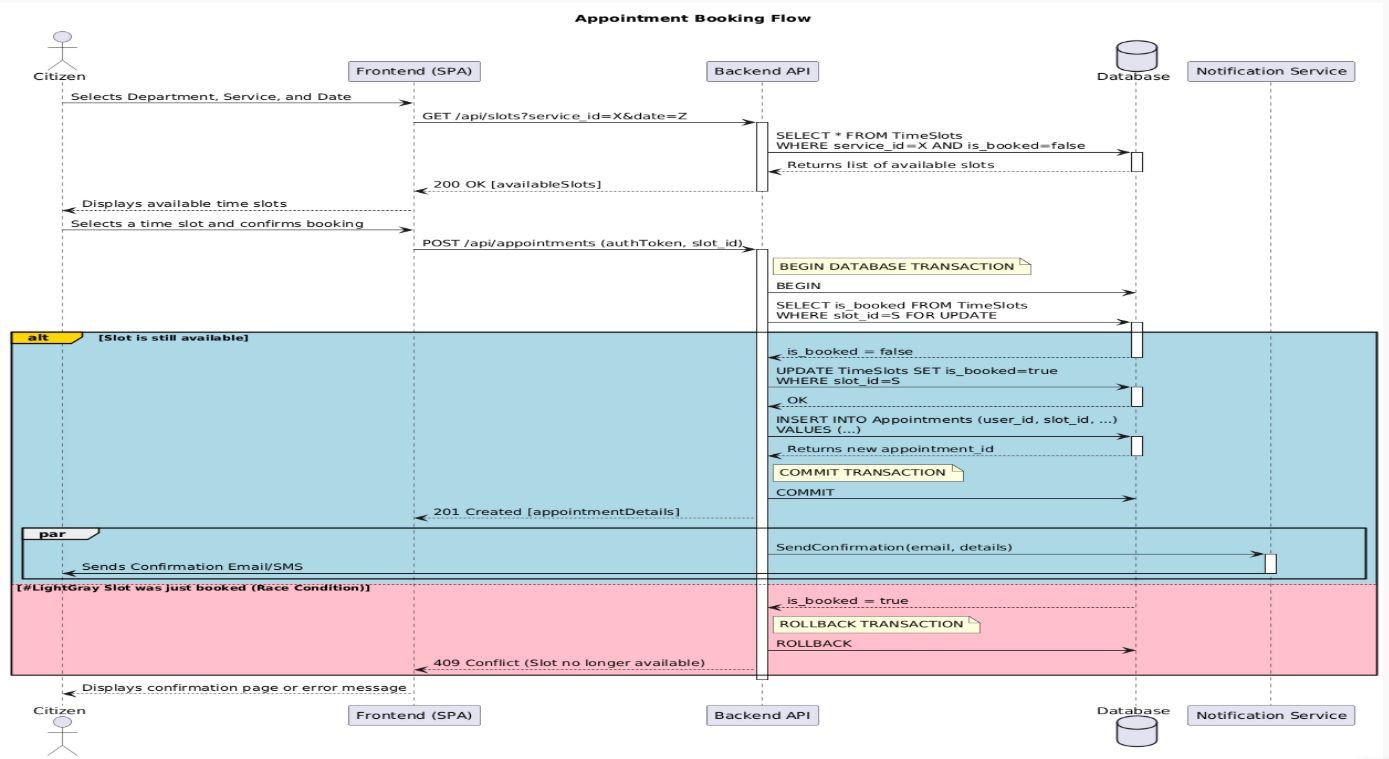 Appointment Booking Flow
Citizen
Frontend (SPA)
Backend API
Database
Notification Service
Selects Department, Service, and Date
GET /api/slots?service_id=X&date=Z
SELECT * FROM TimeSlots
WHERE service_id=X AND is_booked=false
Returns list of available slots
200 OK [availableSlots]
Displays available time slots
Selects a time slot and confirms booking
POST /api/appointments (authToken, slot_id)
BEGIN DATABASE TRANSACTION
BEGIN
SELECT is_booked FROM TimeSlots
WHERE slot_id=S FOR UPDATE
alt
[Slot is still available]
is_booked = false
UPDATE TimeSlots SET is_booked=true
WHERE slot_id=S
OK
INSERT INTO Appointments (user_id, slot_id, ...)
VALUES (...)
Returns new appointment_id
COMMIT TRANSACTION
COMMIT
201 Created [appointmentDetails]
par
SendConfirmation(email, details)
Sends Confirmation Email/SMS
[#LightGray Slot was just booked (Race Condition)]
is_booked = true
ROLLBACK TRANSACTION
ROLLBACK
409 Conflict (Slot no longer available)
Displays confirmation page or error message
Citizen
Frontend (SPA)
Backend API
Database
Notification Service